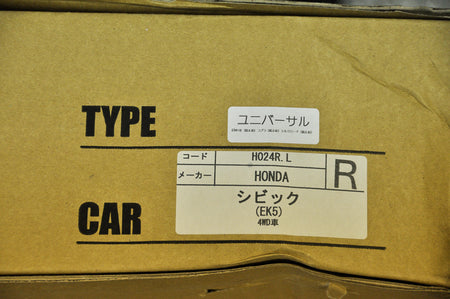 TYPE
ユニバーサル
コード HO24R.L
メーカー HONDA
R
CAR
シビック
(EK5)
4WD車